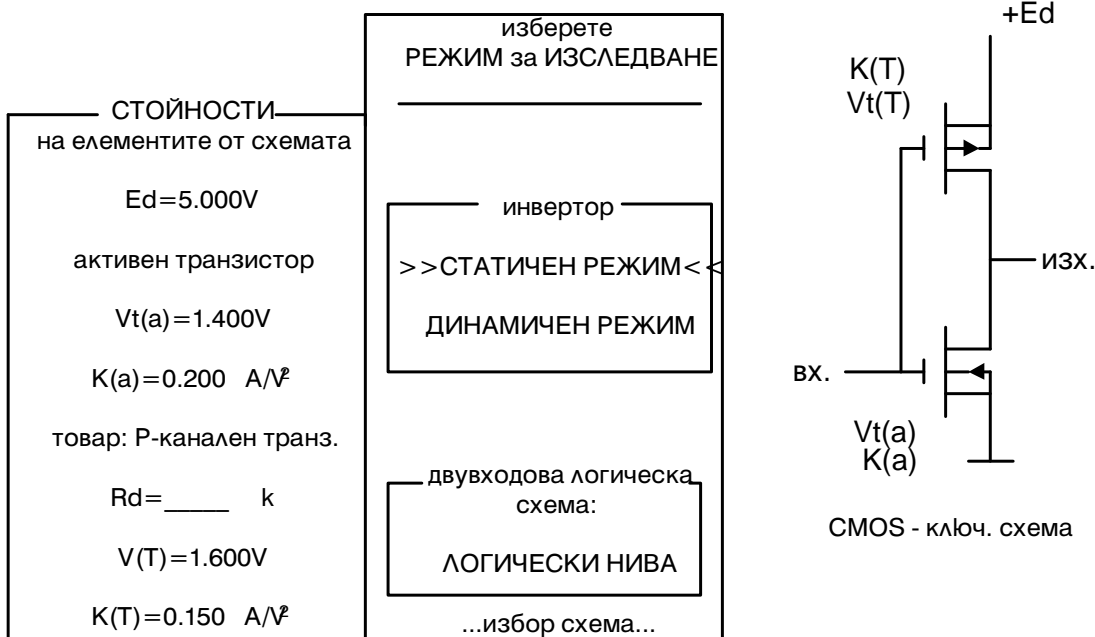 СТОЙНОСТИ
на елементите от схемата
Ed=5.000V
активен транзистор
Vt(a)=1.400V
K(a)=0.200 A/V²
товар: P-канален транз.
Rd=_____ k
V(T)=1.600V
K(T)=0.150 A/V²
изберете
РЕЖИМ за ИЗСЛЕДВАНЕ
инвертор
>>СТАТИЧЕН РЕЖИМ<<
ДИНАМИЧЕН РЕЖИМ
двувходова логическа
схема:
ЛОГИЧЕСКИ НИВА
...избор схема...
+Ed
K(T)
Vt(T)
изх.
вх.
Vt(a)
K(a)
CMOS - ключ. схема